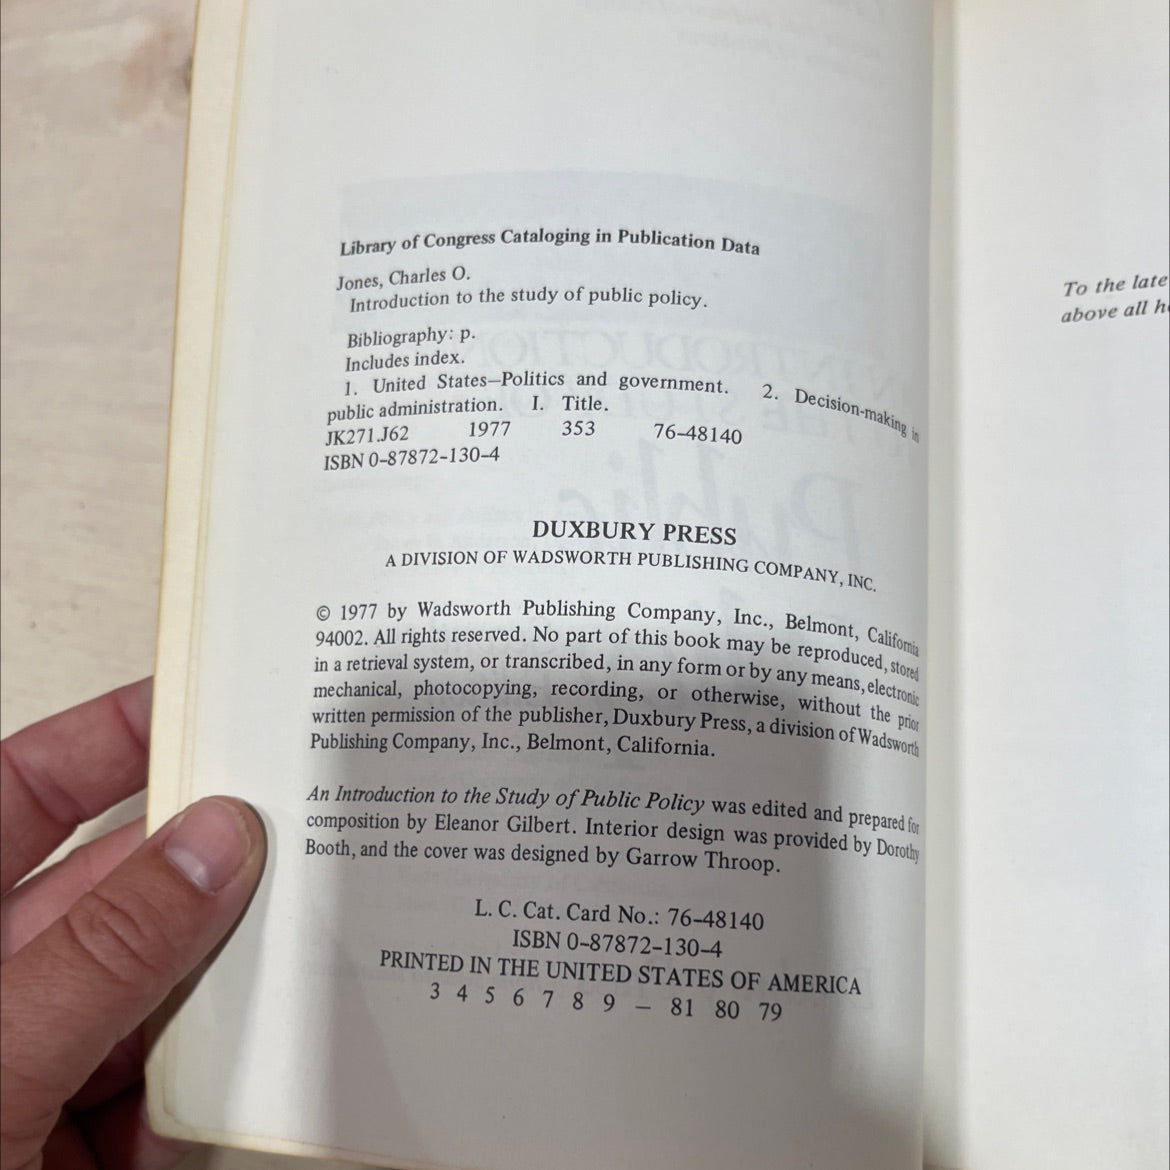 Library of Congress Cataloging in Publication Data
Jones, Charles O.
Introduction to the study of public policy.
Bibliography: p.
Includes index.
1. United States—Politics and government. 2. Decision-making in
public administration. I. Title.
JK271.J62 1977 353 76-48140
ISBN 0-87872-130-4
DUXBURY PRESS
A DIVISION OF WADSWORTH PUBLISHING COMPANY, INC.
© 1977 by Wadsworth Publishing Company, Inc., Belmont, California
94002. All rights reserved. No part of this book may be reproduced, stored
in a retrieval system, or transcribed, in any form or by any means, electronic
mechanical, photocopying, recording, or otherwise, without the prior
written permission of the publisher, Duxbury Press, a division of Wadsworth
Publishing Company, Inc., Belmont, California.
An Introduction to the Study of Public Policy was edited and prepared for
composition by Eleanor Gilbert. Interior design was provided by Dorothy
Booth, and the cover was designed by Garrow Throop.
L. C. Cat. Card No.: 76-48140
ISBN 0-87872-130-4
PRINTED IN THE UNITED STATES OF AMERICA
3 4 5 6 7 8 9 — 81 80 79
To the late
above all